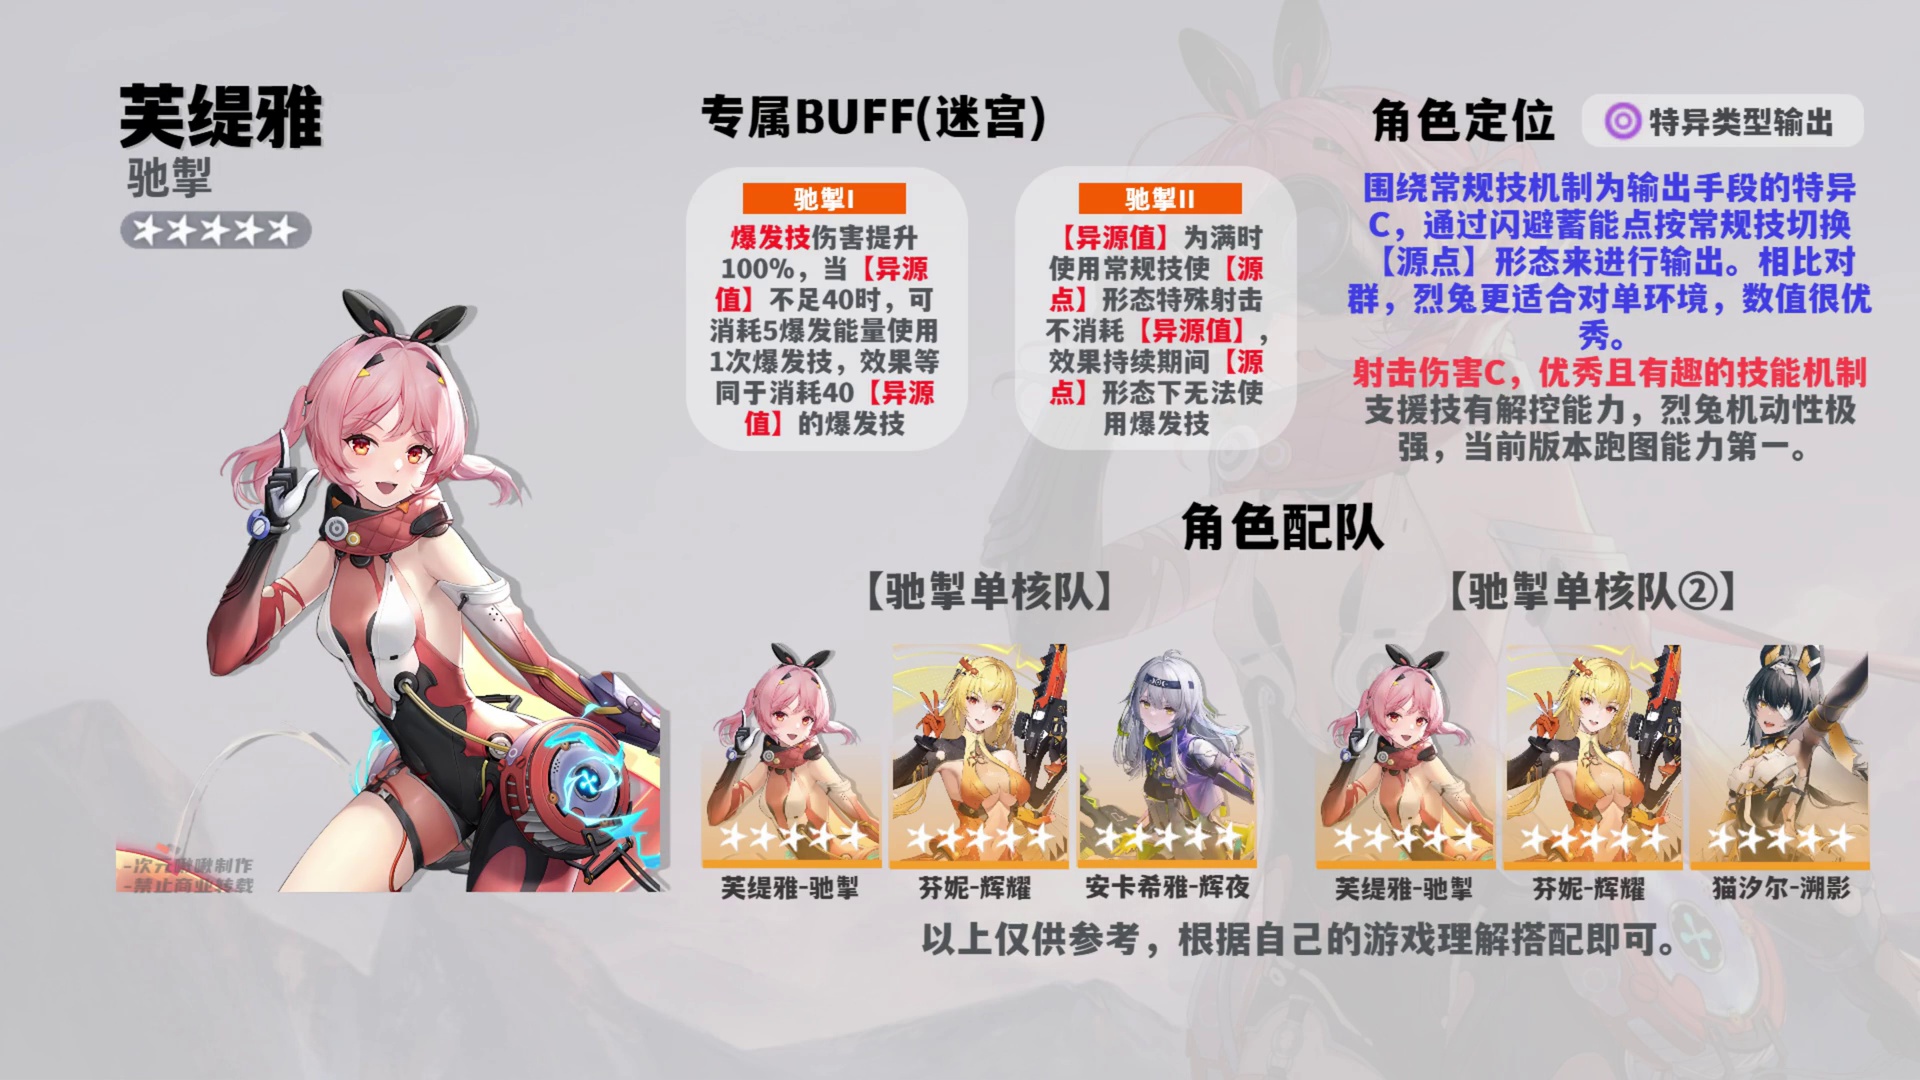 芙缇雅
驰掣
专属BUFF(迷宫)
驰掣I
爆发技伤害提升
100%，当【异源
值】不足40时，可
消耗5爆发能量使用
1次爆发技，效果等
同于消耗40【异源
值】的爆发技
驰掣II
【异源值】为满时
使用常规技使【源
点】形态特殊射击
不消耗【异源值】，
效果持续期间【源
点】形态下无法使
用爆发技
角色定位
特异类型输出
围绕常规技机制为输出手段的特异
C，通过闪避蓄能点按常规技切换
【源点】形态来进行输出。相比对
群，烈兔更适合对单环境，数值很优
秀。
射击伤害C，优秀且有趣的技能机制
支援技有解控能力，烈兔机动性极
强，当前版本跑图能力第一。
角色配队
【驰掣单核队】
芙缇雅-驰掣
芬妮-辉耀
安卡希雅-辉夜
【驰掣单核队②】
芙缇雅-驰掣
芬妮-辉耀
猫汐尔-溯影
以上仅供参考，根据自己的游戏理解搭配即可。
-次元啾啾制作
-禁止商业转载